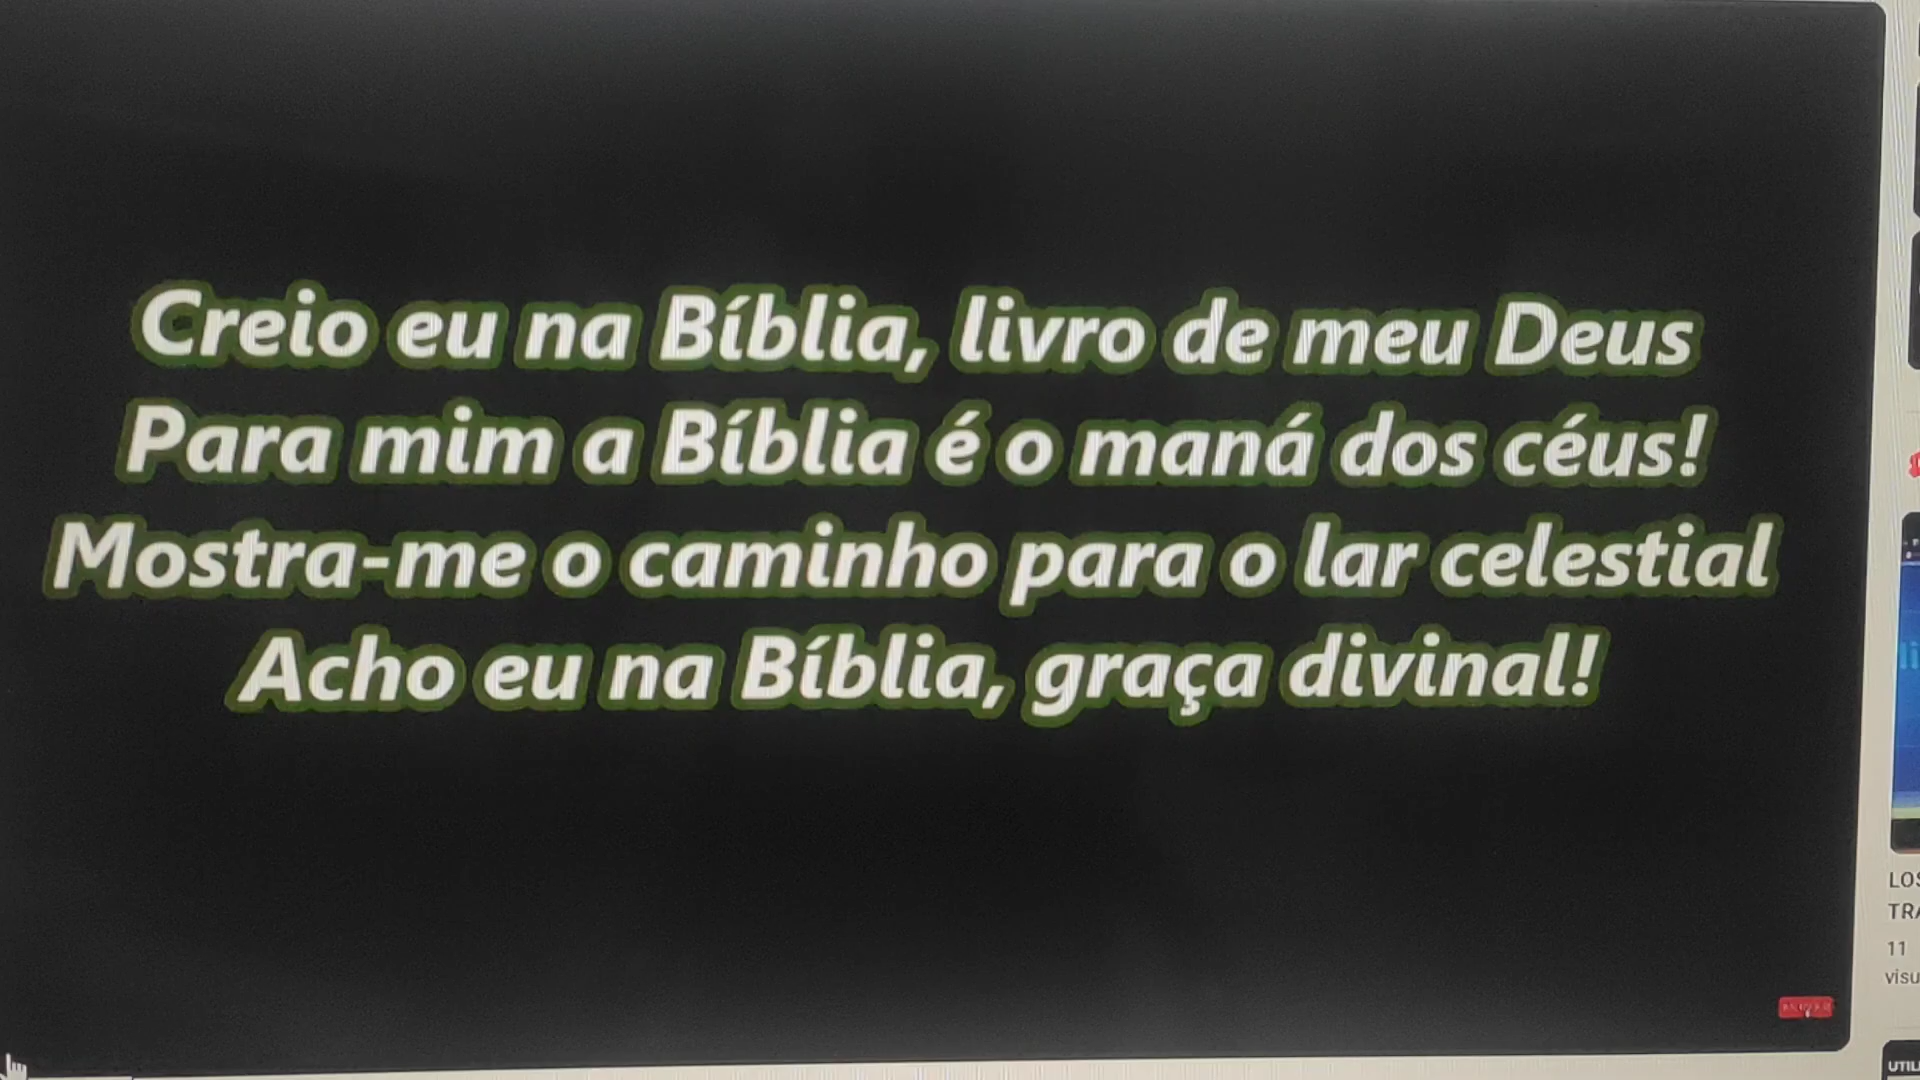 Creio eu na Bíblia, livro de meu Deus
Para mim a Bíblia é o maná dos céus!
Mostra-me o caminho para o lar celestial
Acho eu na Bíblia, graça divinal!
11